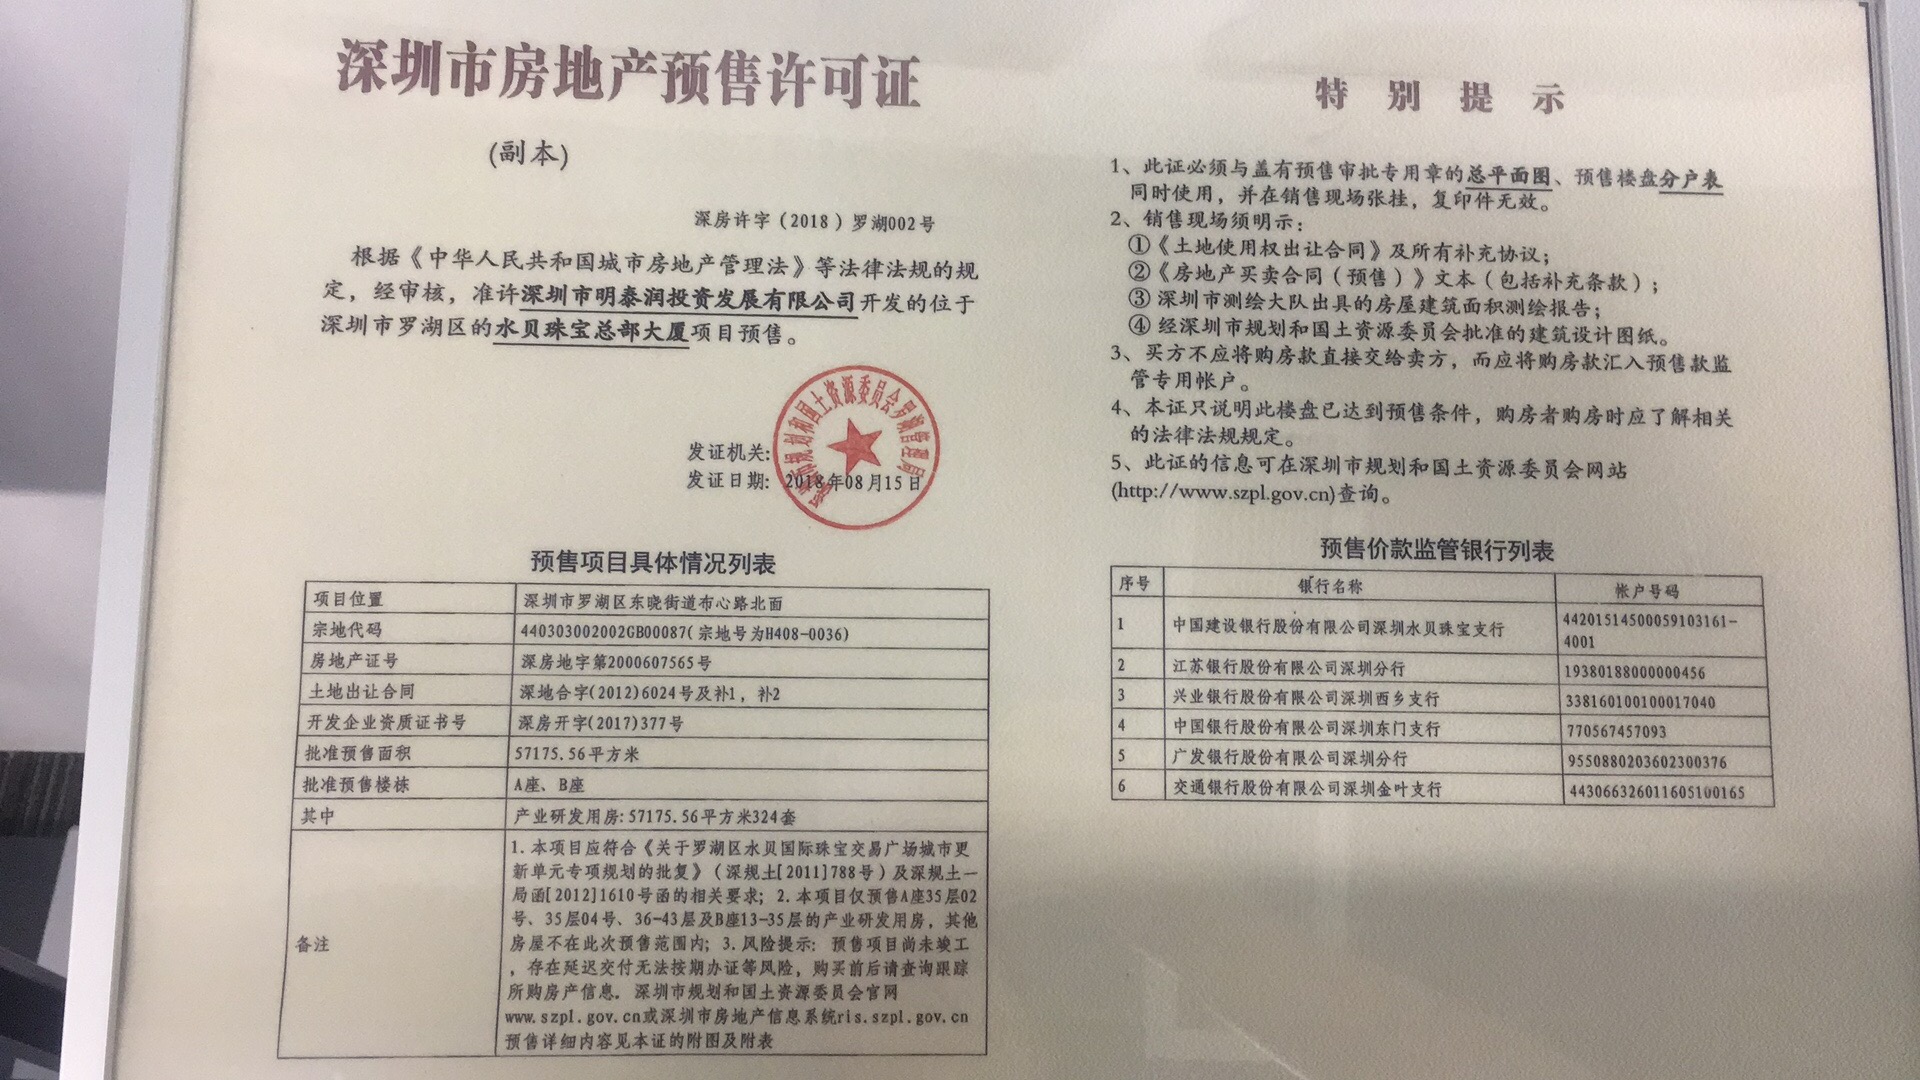 深圳市房地产预售许可证
(副本)
深房许字（2018）罗湖002号
根据《中华人民共和国城市房地产管理法》等法律法规的规
定，经审核，准许深圳市明泰润投资发展有限公司开发的位于
深圳市罗湖区的水贝珠宝总部大厦项目预售。
深圳市规划和国土资源委员会罗湖管理局
发证机关:
发证日期: 2018年08月15日
预售项目具体情况列表
项目位置 深圳市罗湖区东晓街道布心路北面
宗地代码 440303002002GB00087(宗地号为H408-0036)
房地产证号 深房地字第2000607565号
土地出让合同 深地合字(2012)6024号及补1，补2
开发企业资质证书号 深房开字(2017)377号
批准预售面积 57175.56平方米
批准预售楼栋 A座、B座
其中 产业研发用房:57175.56平方米324套
备注
1.本项目应符合《关于罗湖区水贝国际珠宝交易广场城市更
新单元专项规划的批复》（深规土[2011]788号）及深规土一
局函[2012]1610号函的相关要求；2.本项目仅预售A座35层02
号、35层04号、36-43层及B座13-35层的产业研发用房，其他
房屋不在此次预售范围内；3.风险提示：预售项目尚未竣工
，存在延迟交付无法按期办证等风险，购买前后请查询跟踪
所购房产信息．深圳市规划和国土资源委员会官网
www.szpl.gov.cn或深圳市房地产信息系统ris.szpl.gov.cn
预售详细内容见本证的附图及附表
特别提示
1、此证必须与盖有预售审批专用章的总平面图、预售楼盘分户表
同时使用，并在销售现场张挂，复印件无效。
2、销售现场须明示：
①《土地使用权出让合同》及所有补充协议；
②《房地产买卖合同（预售）》文本（包括补充条款）；
③ 深圳市测绘大队出具的房屋建筑面积测绘报告；
④ 经深圳市规划和国土资源委员会批准的建筑设计图纸。
3、买方不应将购房款直接交给卖方，而应将购房款汇入预售款监
管专用帐户。
4、本证只说明此楼盘已达到预售条件，购房者购房时应了解相关
的法律法规规定。
5、此证的信息可在深圳市规划和国土资源委员会网站
(http://www.szpl.gov.cn)查询。
预售价款监管银行列表
序号 银行名称 帐户号码
1 中国建设银行股份有限公司深圳水贝珠宝支行 44201514500059103161-
4001
2 江苏银行股份有限公司深圳分行 19380188000000456
3 兴业银行股份有限公司深圳西乡支行 338160100100017040
4 中国银行股份有限公司深圳东门支行 770567457093
5 广发银行股份有限公司深圳分行 9550880203602300376
6 交通银行股份有限公司深圳金叶支行 443066326011605100165